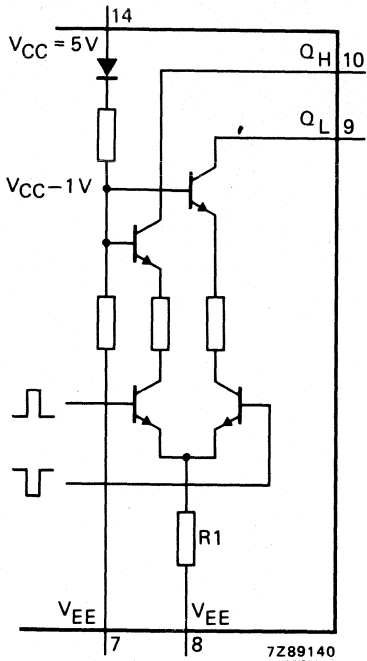 14
VCC = 5V
QH 10
QL 9
VCC–1V
R1
VEE VEE
7 8
7Z89140